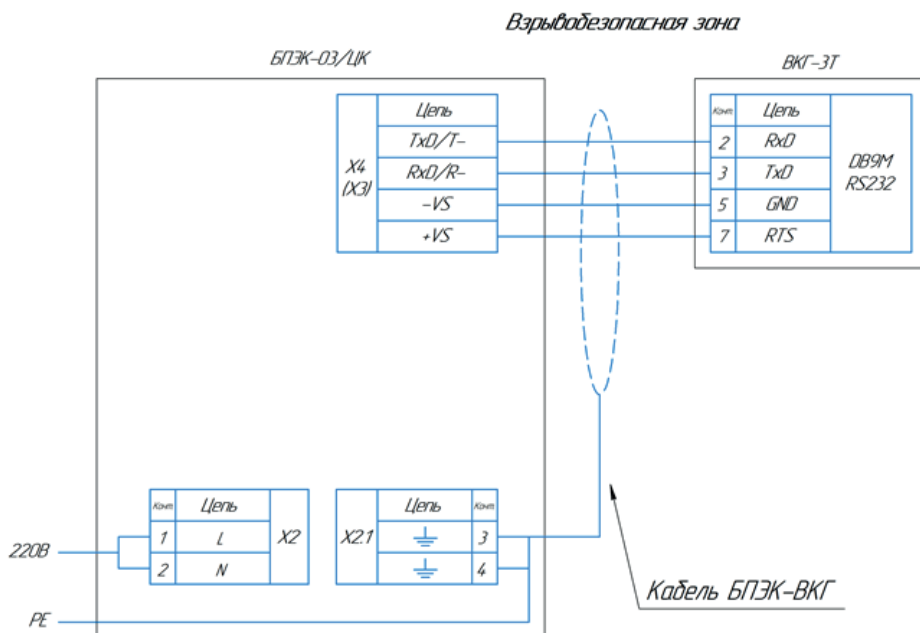 Взрывобезопасная зона
БПЭК-03/ЦК
ВКГ-3Т
X4
(X3)
Цепь
TxD/T-
RxD/R-
-VS
+VS
Конт
Цепь
2
RxD
3
TxD
5
GND
7
RTS
DB9M
RS232
Конт
Цепь
1
L
2
N
X2
X2.1
Цепь
Конт
3
4
220В
PE
Кабель БПЭК-ВКГ